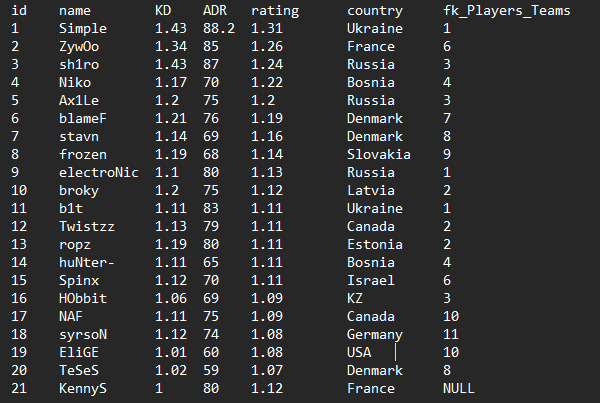 id name KD ADR rating country fk_Players_Teams
1 Simple 1.43 88.2 1.31 Ukraine 1
2 ZywOo 1.34 85 1.26 France 6
3 sh1ro 1.43 87 1.24 Russia 3
4 Niko 1.17 70 1.22 Bosnia 4
5 Ax1Le 1.2 75 1.2 Russia 3
6 blameF 1.21 76 1.19 Denmark 7
7 stavn 1.14 69 1.16 Denmark 8
8 frozen 1.19 68 1.14 Slovakia 9
9 electroNic 1.1 80 1.13 Russia 1
10 broky 1.2 75 1.12 Latvia 2
11 b1t 1.11 83 1.11 Ukraine 1
12 Twistzz 1.13 79 1.11 Canada 2
13 ropz 1.19 80 1.11 Estonia 2
14 huNter- 1.11 65 1.11 Bosnia 4
15 Spinx 1.12 70 1.11 Israel 6
16 HObbit 1.06 69 1.09 KZ 3
17 NAF 1.11 75 1.09 Canada 10
18 syrsoN 1.12 74 1.08 Germany 11
19 EliGE 1.01 60 1.08 USA 10
20 TeSeS 1.02 59 1.07 Denmark 8
21 KennyS 1 80 1.12 France NULL